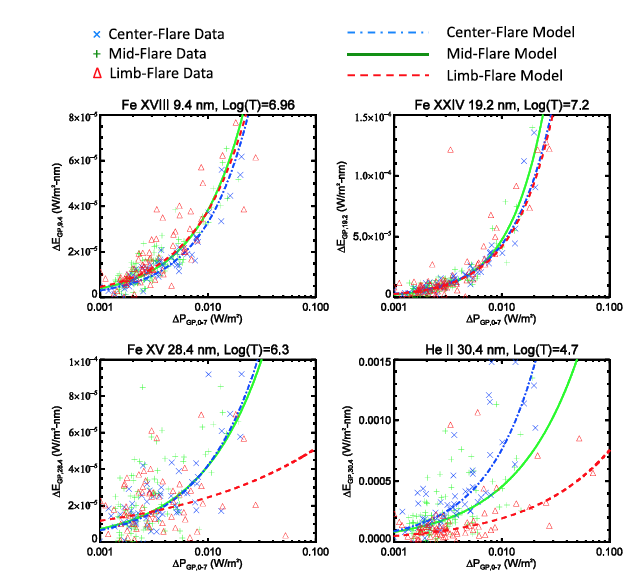 Center-Flare Data
Mid-Flare Data
Limb-Flare Data
Center-Flare Model
Mid-Flare Model
Limb-Flare Model
Fe XVIII 9.4 nm, Log(T)=6.96
8×10⁻⁵
6×10⁻⁵
4×10⁻⁵
2×10⁻⁵
0
ΔE_GP,9.4 (W/m²-nm)
0.001 0.010 0.100
ΔP_GP,0-7 (W/m²)
Fe XXIV 19.2 nm, Log(T)=7.2
1.5×10⁻⁴
1.0×10⁻⁴
5.0×10⁻⁵
0
ΔE_GP,19.2 (W/m²-nm)
0.001 0.010 0.100
ΔP_GP,0-7 (W/m²)
Fe XV 28.4 nm, Log(T)=6.3
1×10⁻⁴
8×10⁻⁵
6×10⁻⁵
4×10⁻⁵
2×10⁻⁵
0
ΔE_GP,28.4 (W/m²-nm)
0.001 0.010 0.100
ΔP_GP,0-7 (W/m²)
He II 30.4 nm, Log(T)=4.7
0.0015
0.0010
0.0005
0.0000
ΔE_GP,30.4 (W/m²-nm)
0.001 0.010 0.100
ΔP_GP,0-7 (W/m²)